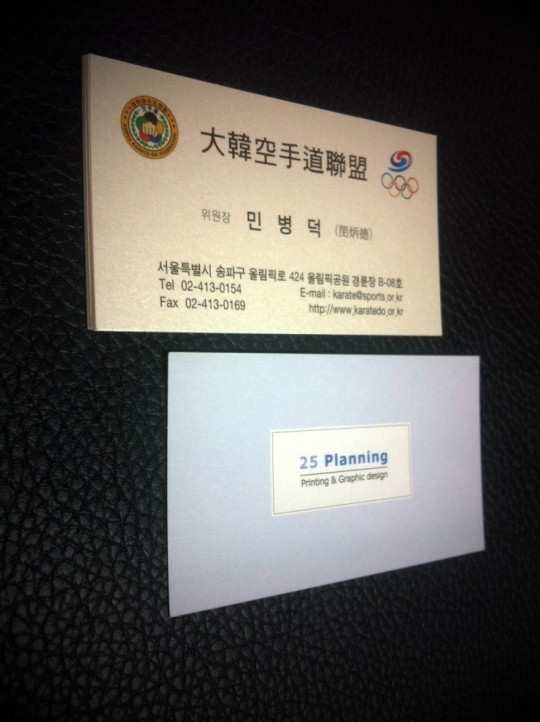 大韓空手道聯盟
위원장 민 병 덕 (閔炳德)
서울특별시 송파구 올림픽로 424 올림픽공원 경륜장 B-08호
Tel 02-413-0154 E-mail : karate@sports.or.kr
Fax 02-413-0169 http://www.karatedo.or.kr
25 Planning
Printing & Graphic design